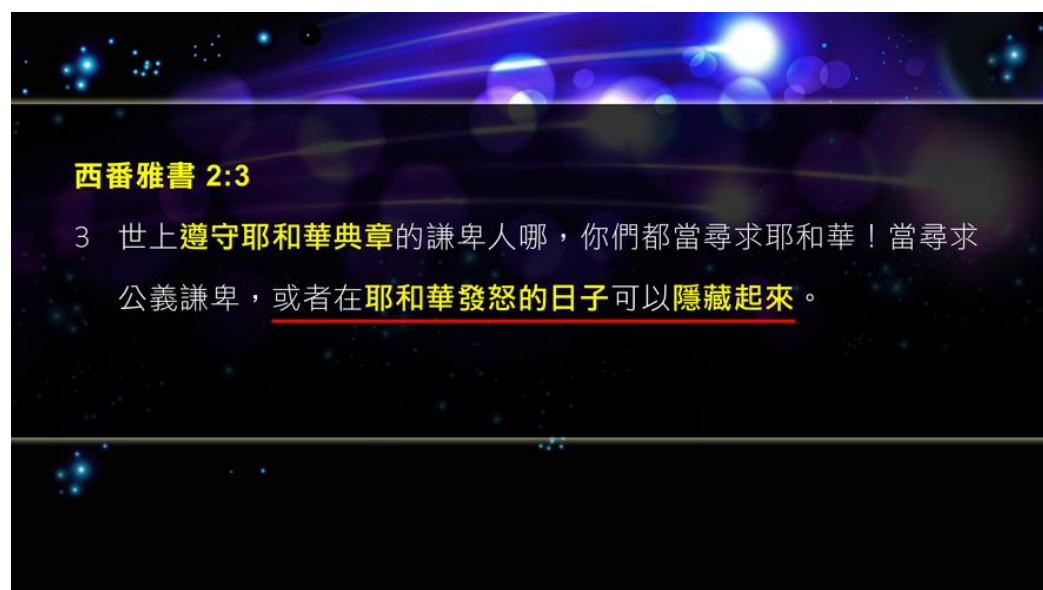 西番雅書 2:3
3 世上遵守耶和華典章的謙卑人哪，你們都當尋求耶和華！當尋求
公義謙卑，或者在耶和華發怒的日子可以隱藏起來。